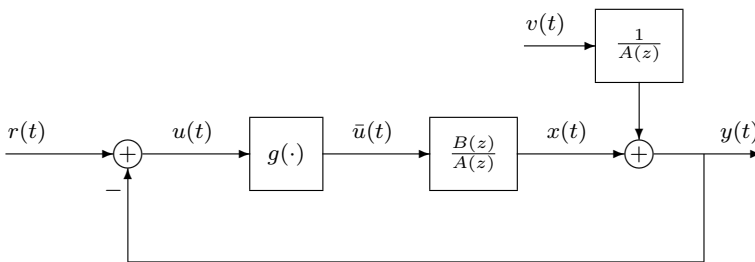 v(t)
1
A(z)
r(t)
+
u(t)
g(·)
ū(t)
B(z)
A(z)
x(t)
+
y(t)
−